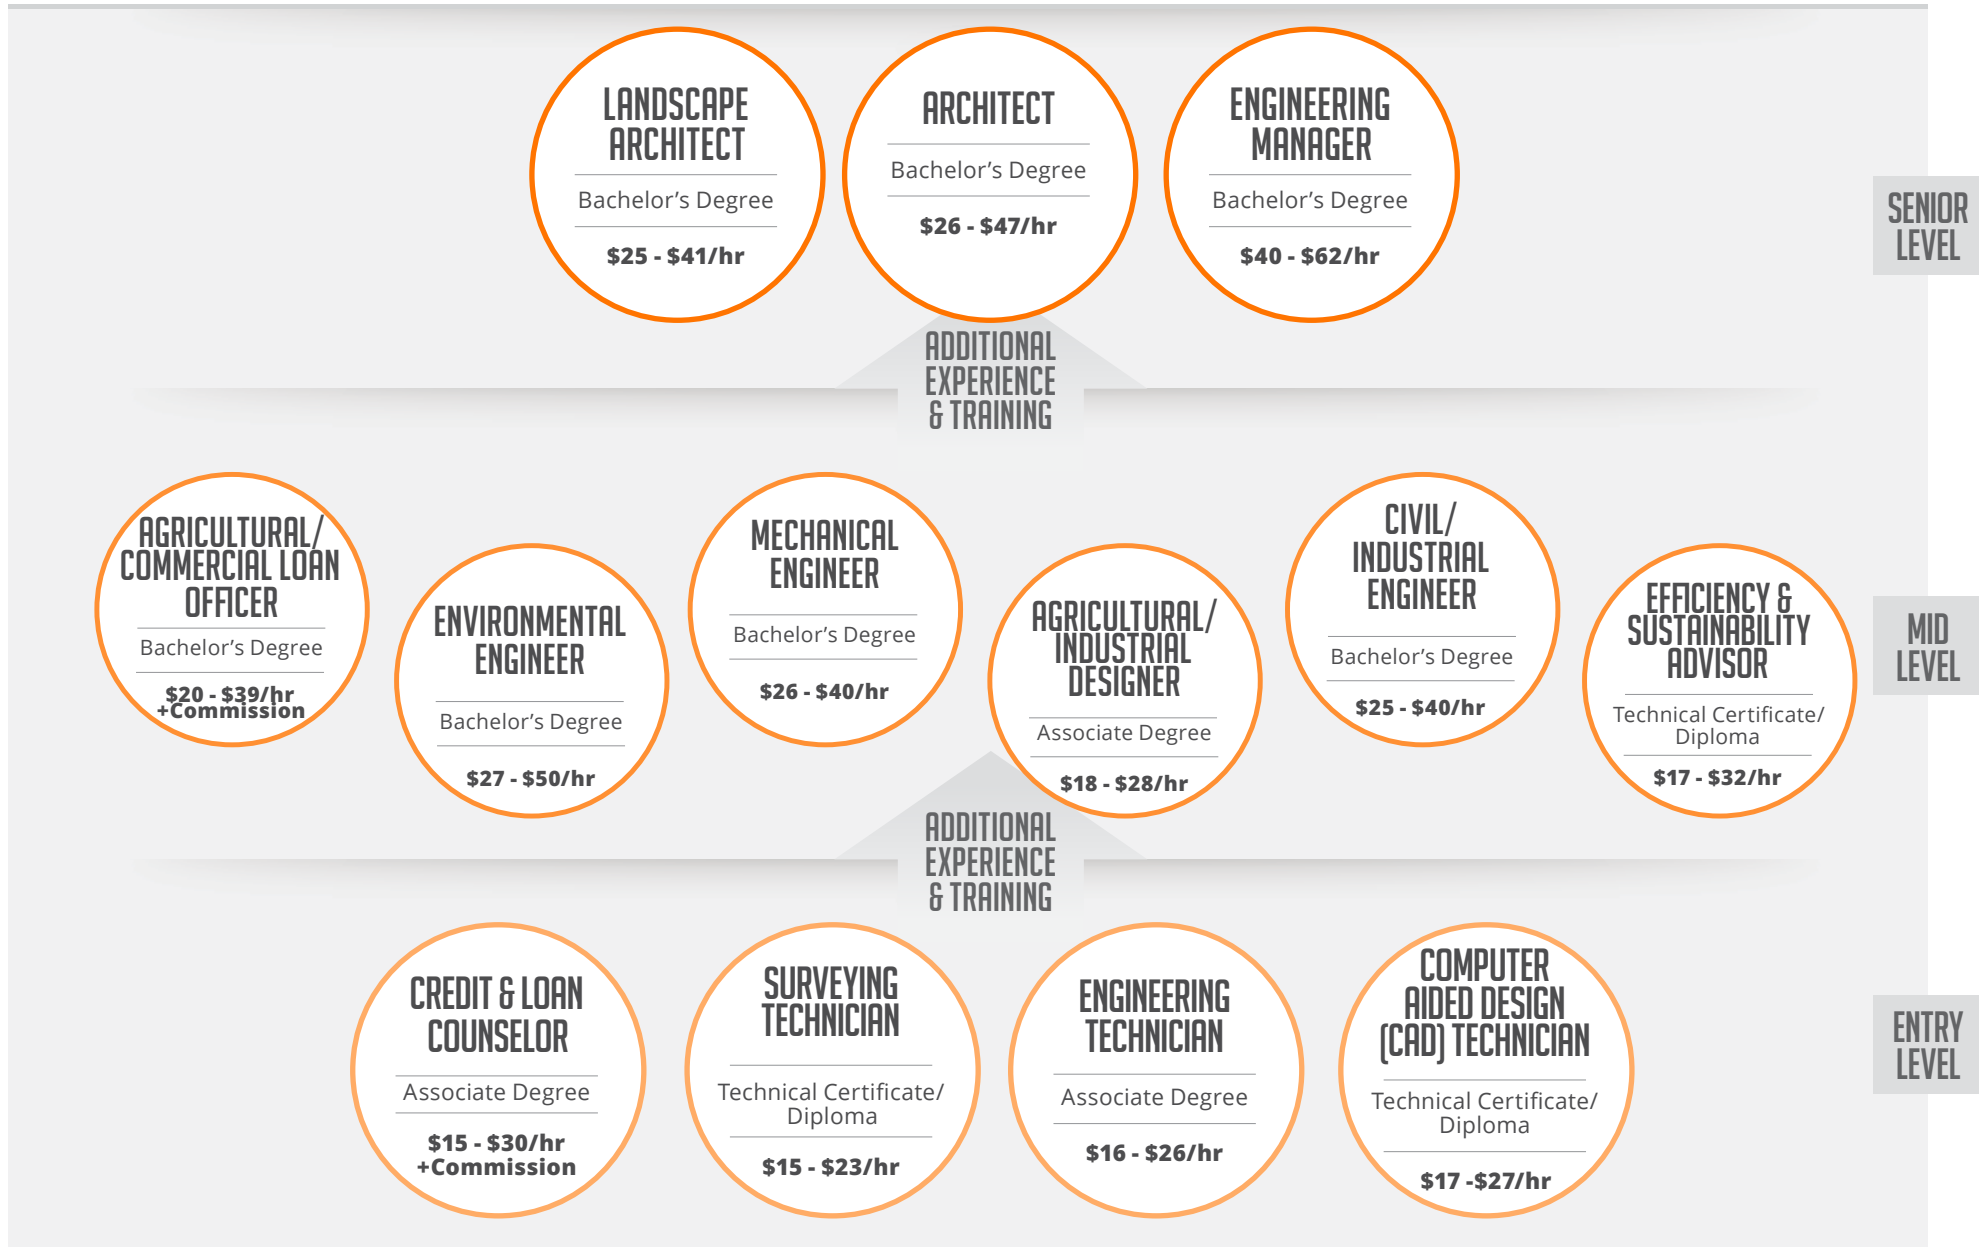 LANDSCAPE
ARCHITECT
Bachelor’s Degree
$25 - $41/hr
ARCHITECT
Bachelor’s Degree
$26 - $47/hr
ENGINEERING
MANAGER
Bachelor’s Degree
$40 - $62/hr
SENIOR
LEVEL
ADDITIONAL
EXPERIENCE
& TRAINING
AGRICULTURAL/
COMMERCIAL LOAN
OFFICER
Bachelor’s Degree
$20 - $39/hr
+Commission
ENVIRONMENTAL
ENGINEER
Bachelor’s Degree
$27 - $50/hr
MECHANICAL
ENGINEER
Bachelor’s Degree
$26 - $40/hr
AGRICULTURAL/
INDUSTRIAL
DESIGNER
Associate Degree
$18 - $28/hr
CIVIL/
INDUSTRIAL
ENGINEER
Bachelor’s Degree
$25 - $40/hr
EFFICIENCY &
SUSTAINABILITY
ADVISOR
Technical Certificate/
Diploma
$17 - $32/hr
MID
LEVEL
ADDITIONAL
EXPERIENCE
& TRAINING
CREDIT & LOAN
COUNSELOR
Associate Degree
$15 - $30/hr
+Commission
SURVEYING
TECHNICIAN
Technical Certificate/
Diploma
$15 - $23/hr
ENGINEERING
TECHNICIAN
Associate Degree
$16 - $26/hr
COMPUTER
AIDED DESIGN
(CAD) TECHNICIAN
Technical Certificate/
Diploma
$17 -$27/hr
ENTRY
LEVEL